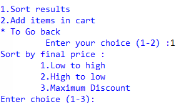 1.Sort results
2.Add items in cart
* To Go back
Enter your choice (1-2) :1
Sort by final price :
1.Low to high
2.High to low
3.Maximum Discount
Enter choice (1-3):